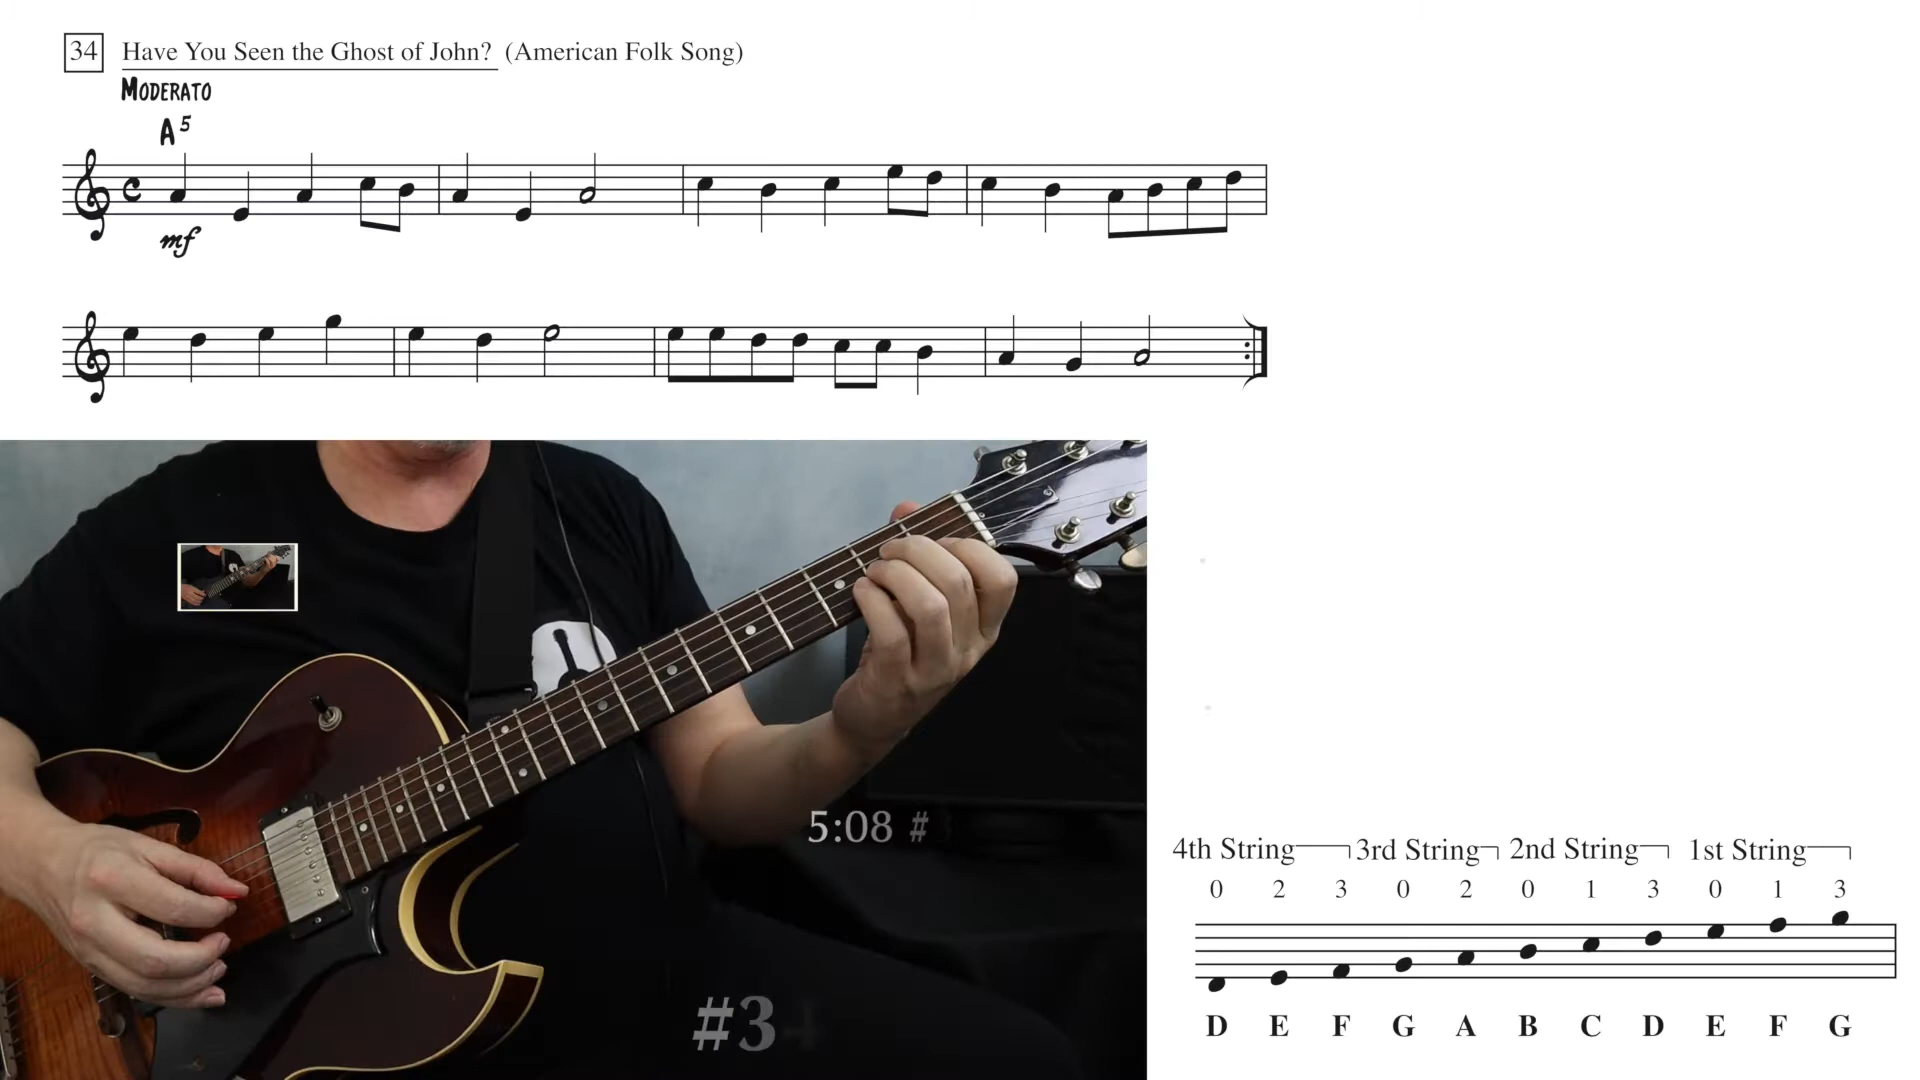 34 Have You Seen the Ghost of John? (American Folk Song)
MODERATO
A5
mf
5:08 #
#34
4th String 3rd String 2nd String 1st String
0 2 3 0 2 0 1 3 0 1 3
D E F G A B C D E F G